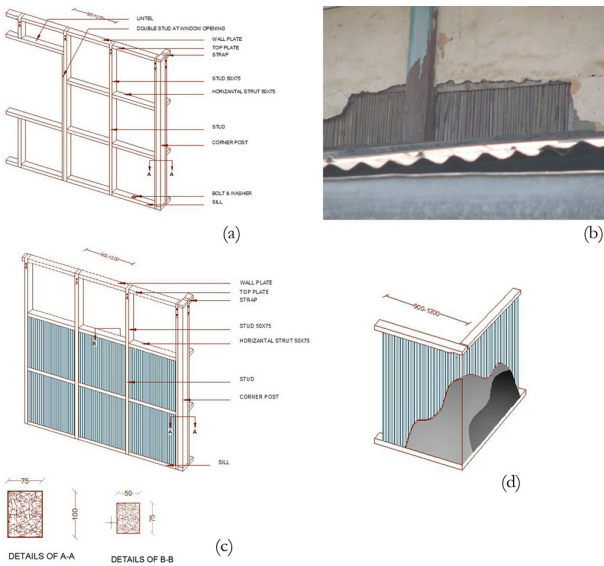 900-1200
LINTEL
DOUBLE STUD AT WINDOW OPENING
WALL PLATE
TOP PLATE
STRAP
STUD 50X75
HORIZANTAL STRUT 50X75
STUD
CORNER POST
A A
BOLT & WASHER
SILL
(a)
(b)
900-1200
WALL PLATE
TOP PLATE
STRAP
STUD 50X75
B
HORIZANTAL STRUT 50X75
STUD
CORNER POST
A A
SILL
(c)
75
100
DETAILS OF A-A
50
75
DETAILS OF B-B
900-1200
(d)